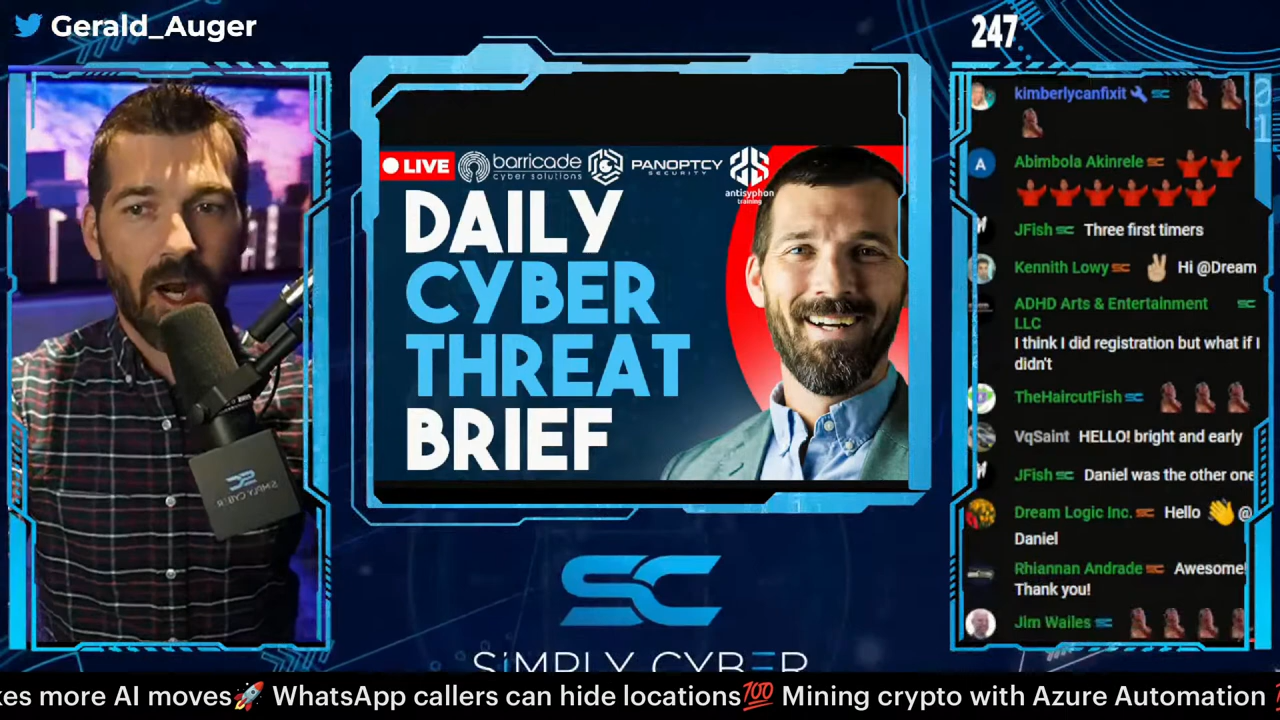 Gerald_Auger
247
LIVE
barricade
cyber solutions
PANOPTCY
SECURITY
antisyphon
training
DAILY
CYBER
THREAT
BRIEF
SC
SIMPLY CYBER
SC
SIMPLY CYBER
kimberlycanfixit
Abimbola Akinrele
JFish Three first timers
Kennith Lowy Hi @Dream
ADHD Arts & Entertainment
LLC
I think I did registration but what if I
didn't
TheHaircutFish
VqSaint HELLO! bright and early
JFish Daniel was the other one
Dream Logic Inc. Hello 👋 @
Daniel
Rhiannan Andrade Awesome!
Thank you!
Jim Wailes
kes more AI moves🚀 WhatsApp callers can hide locations💯 Mining crypto with Azure Automation